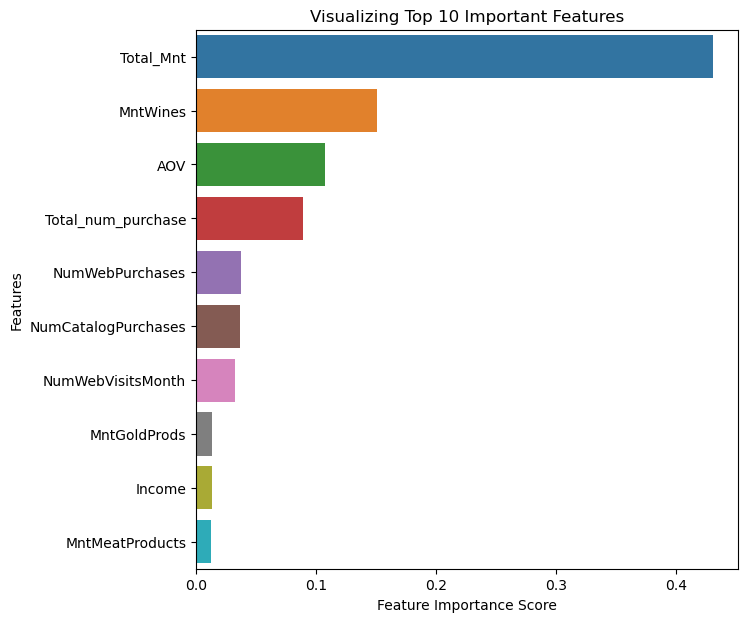 Visualizing Top 10 Important Features
Total_Mnt
MntWines
AOV
Total_num_purchase
NumWebPurchases
NumCatalogPurchases
NumWebVisitsMonth
MntGoldProds
Income
MntMeatProducts
Features
0.0 0.1 0.2 0.3 0.4
Feature Importance Score